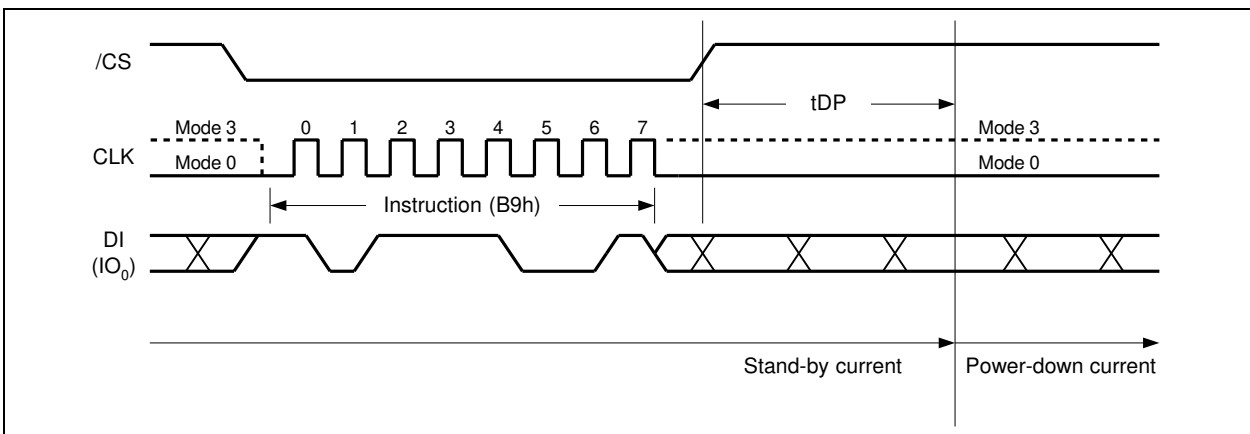 /CS
tDP
Mode 3 0 1 2 3 4 5 6 7 Mode 3
CLK
Mode 0 Mode 0
Instruction (B9h)
DI
(IO0)
Stand-by current Power-down current